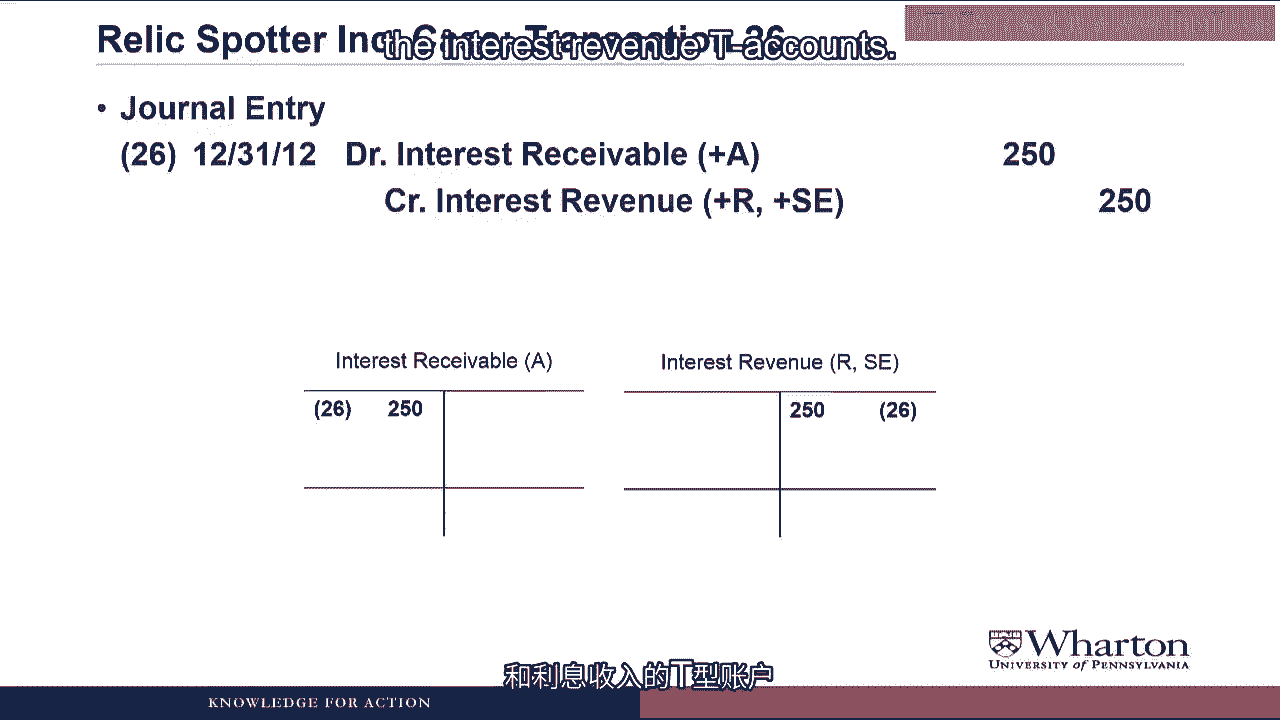 Relic Spotter Inc.
the interest revenue T-accounts.
• Journal Entry
(26) 12/31/12 Dr. Interest Receivable (+A) 250
Cr. Interest Revenue (+R, +SE) 250
Interest Receivable (A)
Interest Revenue (R, SE)
(26) 250
250 (26)
Wharton
UNIVERSITY of PENNSYLVANIA
和利息收入的T型账户
KNOWLEDGE FOR ACTION